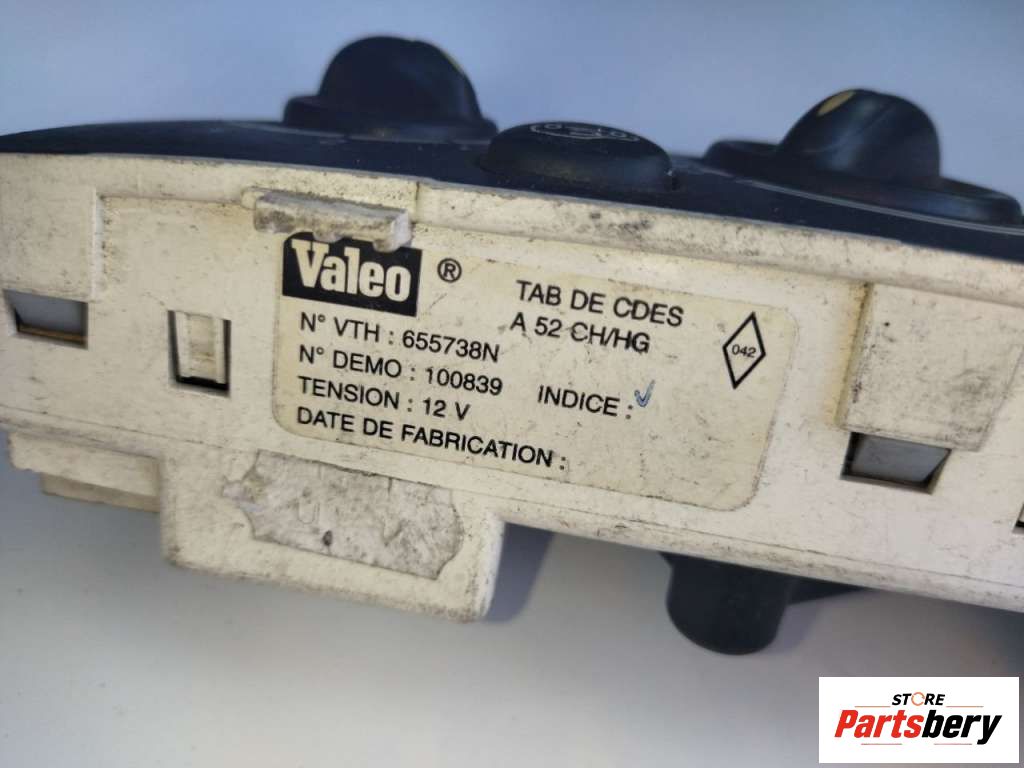 Valeo ®
TAB DE CDES
A 52 CH/HG
042
N° VTH : 655738N
N° DEMO : 100839
INDICE :
TENSION : 12 V
DATE DE FABRICATION :
STORE
Partsbery